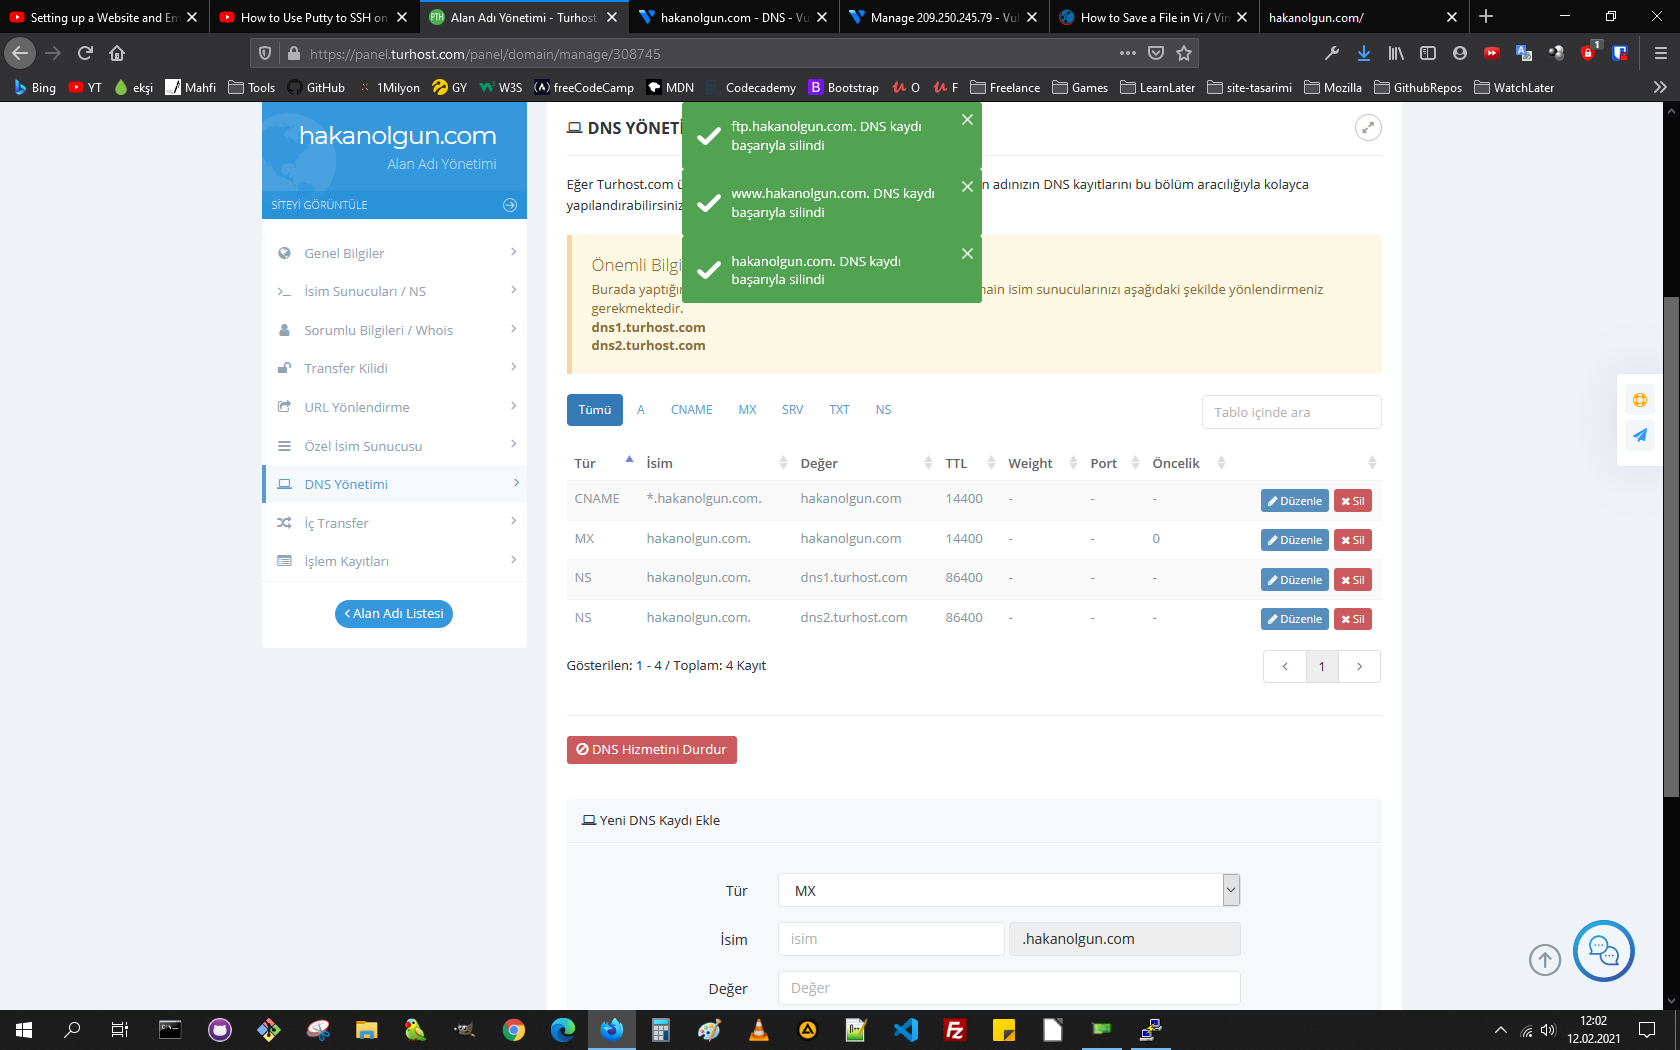 Setting up a Website and Em
How to Use Putty to SSH on
Alan Adı Yönetimi - Turhost
hakanolgun.com - DNS - Vu
Manage 209.250.245.79 - Vul
How to Save a File in Vi / Vim
hakanolgun.com/
https://panel.turhost.com/panel/domain/manage/308745
1
Bing
YT
ekşi
Mahfi
Tools
GitHub
1Milyon
GY
W3S
freeCodeCamp
MDN
Codecademy
Bootstrap
O
F
Freelance
Games
LearnLater
site-tasarimi
Mozilla
GithubRepos
WatchLater
hakanolgun.com
Alan Adı Yönetimi
SİTEYİ GÖRÜNTÜLE
Genel Bilgiler
İsim Sunucuları / NS
Sorumlu Bilgileri / Whois
Transfer Kilidi
URL Yönlendirme
Özel İsim Sunucusu
DNS Yönetimi
İç Transfer
İşlem Kayıtları
Alan Adı Listesi
DNS YÖNETİ
ftp.hakanolgun.com. DNS kaydı
başarıyla silindi
www.hakanolgun.com. DNS kaydı
başarıyla silindi
hakanolgun.com. DNS kaydı
başarıyla silindi
Eğer Turhost.com ü n adınızın DNS kayıtlarını bu bölüm aracılığıyla kolayca
yapılandırabilirsiniz
Önemli Bilgi
Burada yaptığın main isim sunucularınızı aşağıdaki şekilde yönlendirmeniz
gerekmektedir.
dns1.turhost.com
dns2.turhost.com
Tümü A CNAME MX SRV TXT NS
Tablo içinde ara
Tür İsim Değer TTL Weight Port Öncelik
CNAME *.hakanolgun.com. hakanolgun.com 14400 - - - Düzenle Sil
MX hakanolgun.com. hakanolgun.com 14400 - - 0 Düzenle Sil
NS hakanolgun.com. dns1.turhost.com 86400 - - - Düzenle Sil
NS hakanolgun.com. dns2.turhost.com 86400 - - - Düzenle Sil
Gösterilen: 1 - 4 / Toplam: 4 Kayıt
1
DNS Hizmetini Durdur
Yeni DNS Kaydı Ekle
Tür MX
İsim isim .hakanolgun.com
Değer Değer
12:02
12.02.2021